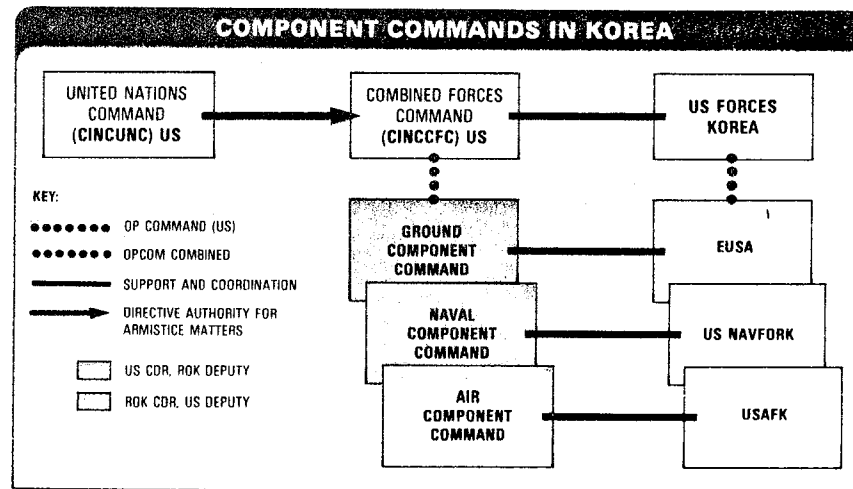 COMPONENT COMMANDS IN KOREA
UNITED NATIONS
COMMAND
(CINCUNC) US
COMBINED FORCES
COMMAND
(CINCCFC) US
US FORCES
KOREA
KEY:
OP COMMAND (US)
OPCOM COMBINED
SUPPORT AND COORDINATION
DIRECTIVE AUTHORITY FOR
ARMISTICE MATTERS
US CDR, ROK DEPUTY
ROK CDR, US DEPUTY
GROUND
COMPONENT
COMMAND
EUSA
NAVAL
COMPONENT
COMMAND
US NAVFORK
AIR
COMPONENT
COMMAND
USAFK